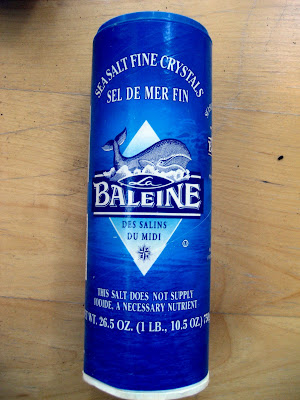 SEA SALT FINE CRYSTALS
SEL DE MER FIN
La
BALEINE
DES SALINS
DU MIDI
THIS SALT DOES NOT SUPPLY
IODIDE, A NECESSARY NUTRIENT
WT. 26.5 OZ. (1 LB., 10.5 OZ.)